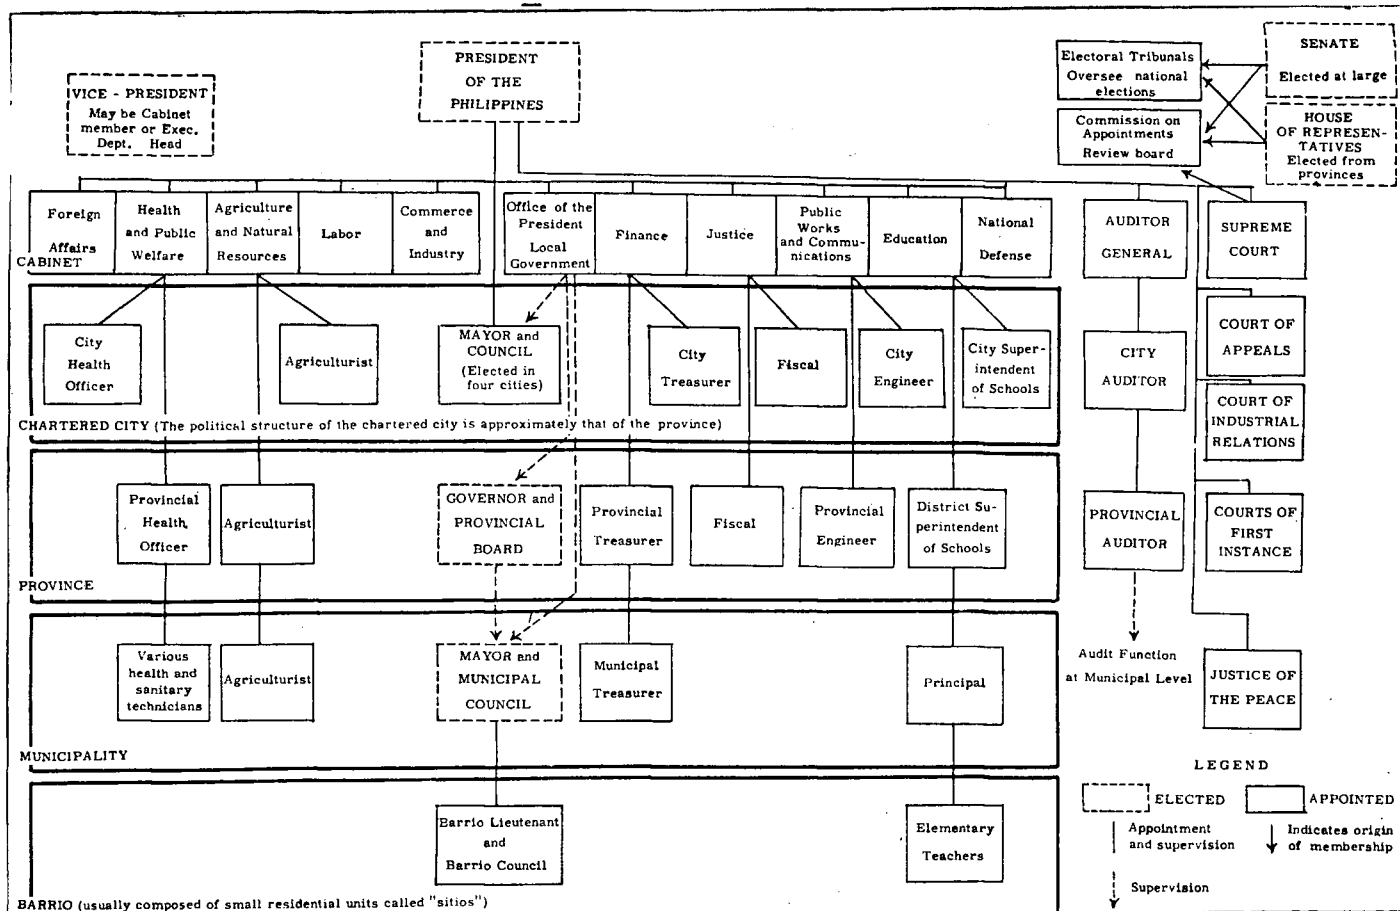 PRESIDENT
OF THE
PHILIPPINES
VICE - PRESIDENT
May be Cabinet
member or Exec.
Dept. Head
Electoral Tribunals
Oversee national
elections
Commission on
Appointments
Review board
SENATE
Elected at large
HOUSE
OF REPRESEN-
TATIVES
Elected from
provinces
Foreign
Affairs
CABINET
Health
and Public
Welfare
Agriculture
and Natural
Resources
Labor
Commerce
and
Industry
Office of the
President
Local
Government
Finance
Justice
Public
Works
and Commu-
nications
Education
National
Defense
AUDITOR
GENERAL
SUPREME
COURT
City
Health
Officer
Agriculturist
MAYOR and
COUNCIL
(Elected in
four cities)
City
Treasurer
Fiscal
City
Engineer
City Super-
intendent
of Schools
CITY
AUDITOR
COURT OF
APPEALS
COURT OF
INDUSTRIAL
RELATIONS
CHARTERED CITY (The political structure of the chartered city is approximately that of the province)
Provincial
Health
Officer
Agriculturist
GOVERNOR and
PROVINCIAL
BOARD
Provincial
Treasurer
Fiscal
Provincial
Engineer
District Su-
perintendent
of Schools
PROVINCIAL
AUDITOR
COURTS OF
FIRST
INSTANCE
PROVINCE
Various
health and
sanitary
technicians
Agriculturist
MAYOR and
MUNICIPAL
COUNCIL
Municipal
Treasurer
Principal
Audit Function
at Municipal Level
JUSTICE OF
THE PEACE
MUNICIPALITY
Barrio Lieutenant
and
Barrio Council
Elementary
Teachers
BARRIO (usually composed of small residential units called "sitios")
LEGEND
ELECTED
APPOINTED
Appointment
and supervision
Indicates origin
of membership
Supervision